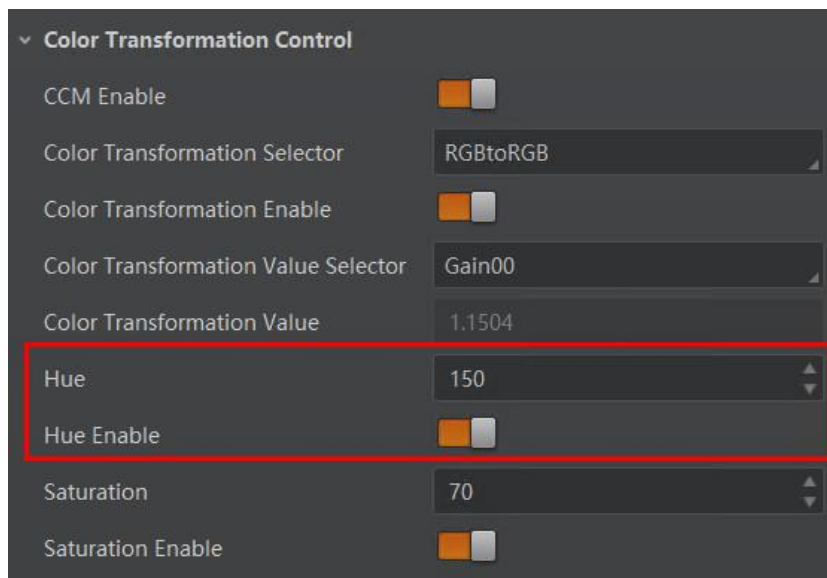 Color Transformation Control
CCM Enable
Color Transformation Selector RGBtoRGB
Color Transformation Enable
Color Transformation Value Selector Gain00
Color Transformation Value 1.1504
Hue 150
Hue Enable
Saturation 70
Saturation Enable